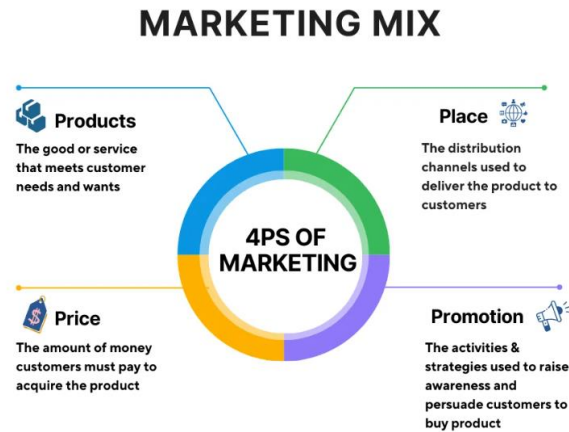 MARKETING MIX
Products
The good or service
that meets customer
needs and wants
Place
The distribution
channels used to
deliver the product to
customers
4PS OF
MARKETING
$ Price
The amount of money
customers must pay to
acquire the product
Promotion
The activities &
strategies used to raise
awareness and
persuade customers to
buy product